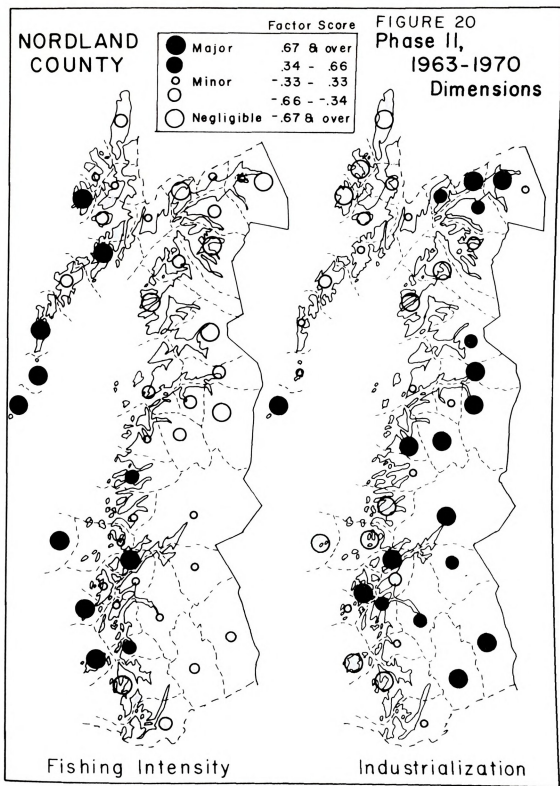 NORDLAND
COUNTY
Factor Score
Major .67 & over
.34 - .66
Minor -.33 - .33
-.66 - -.34
Negligible -.67 & over
FIGURE 20
Phase II,
1963-1970
Dimensions
Fishing Intensity
Industrialization